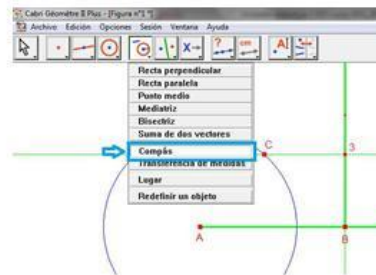 Cabri Géomètre II Plus - [Figura nº1 *]
Archivo Edición Opciones Sesión Ventana Ayuda
Recta perpendicular
Recta paralela
Punto medio
Mediatriz
Bisectriz
Suma de dos vectores
Compás
Transferencia de medidas
Lugar
Redefinir un objeto
C
3
A
B